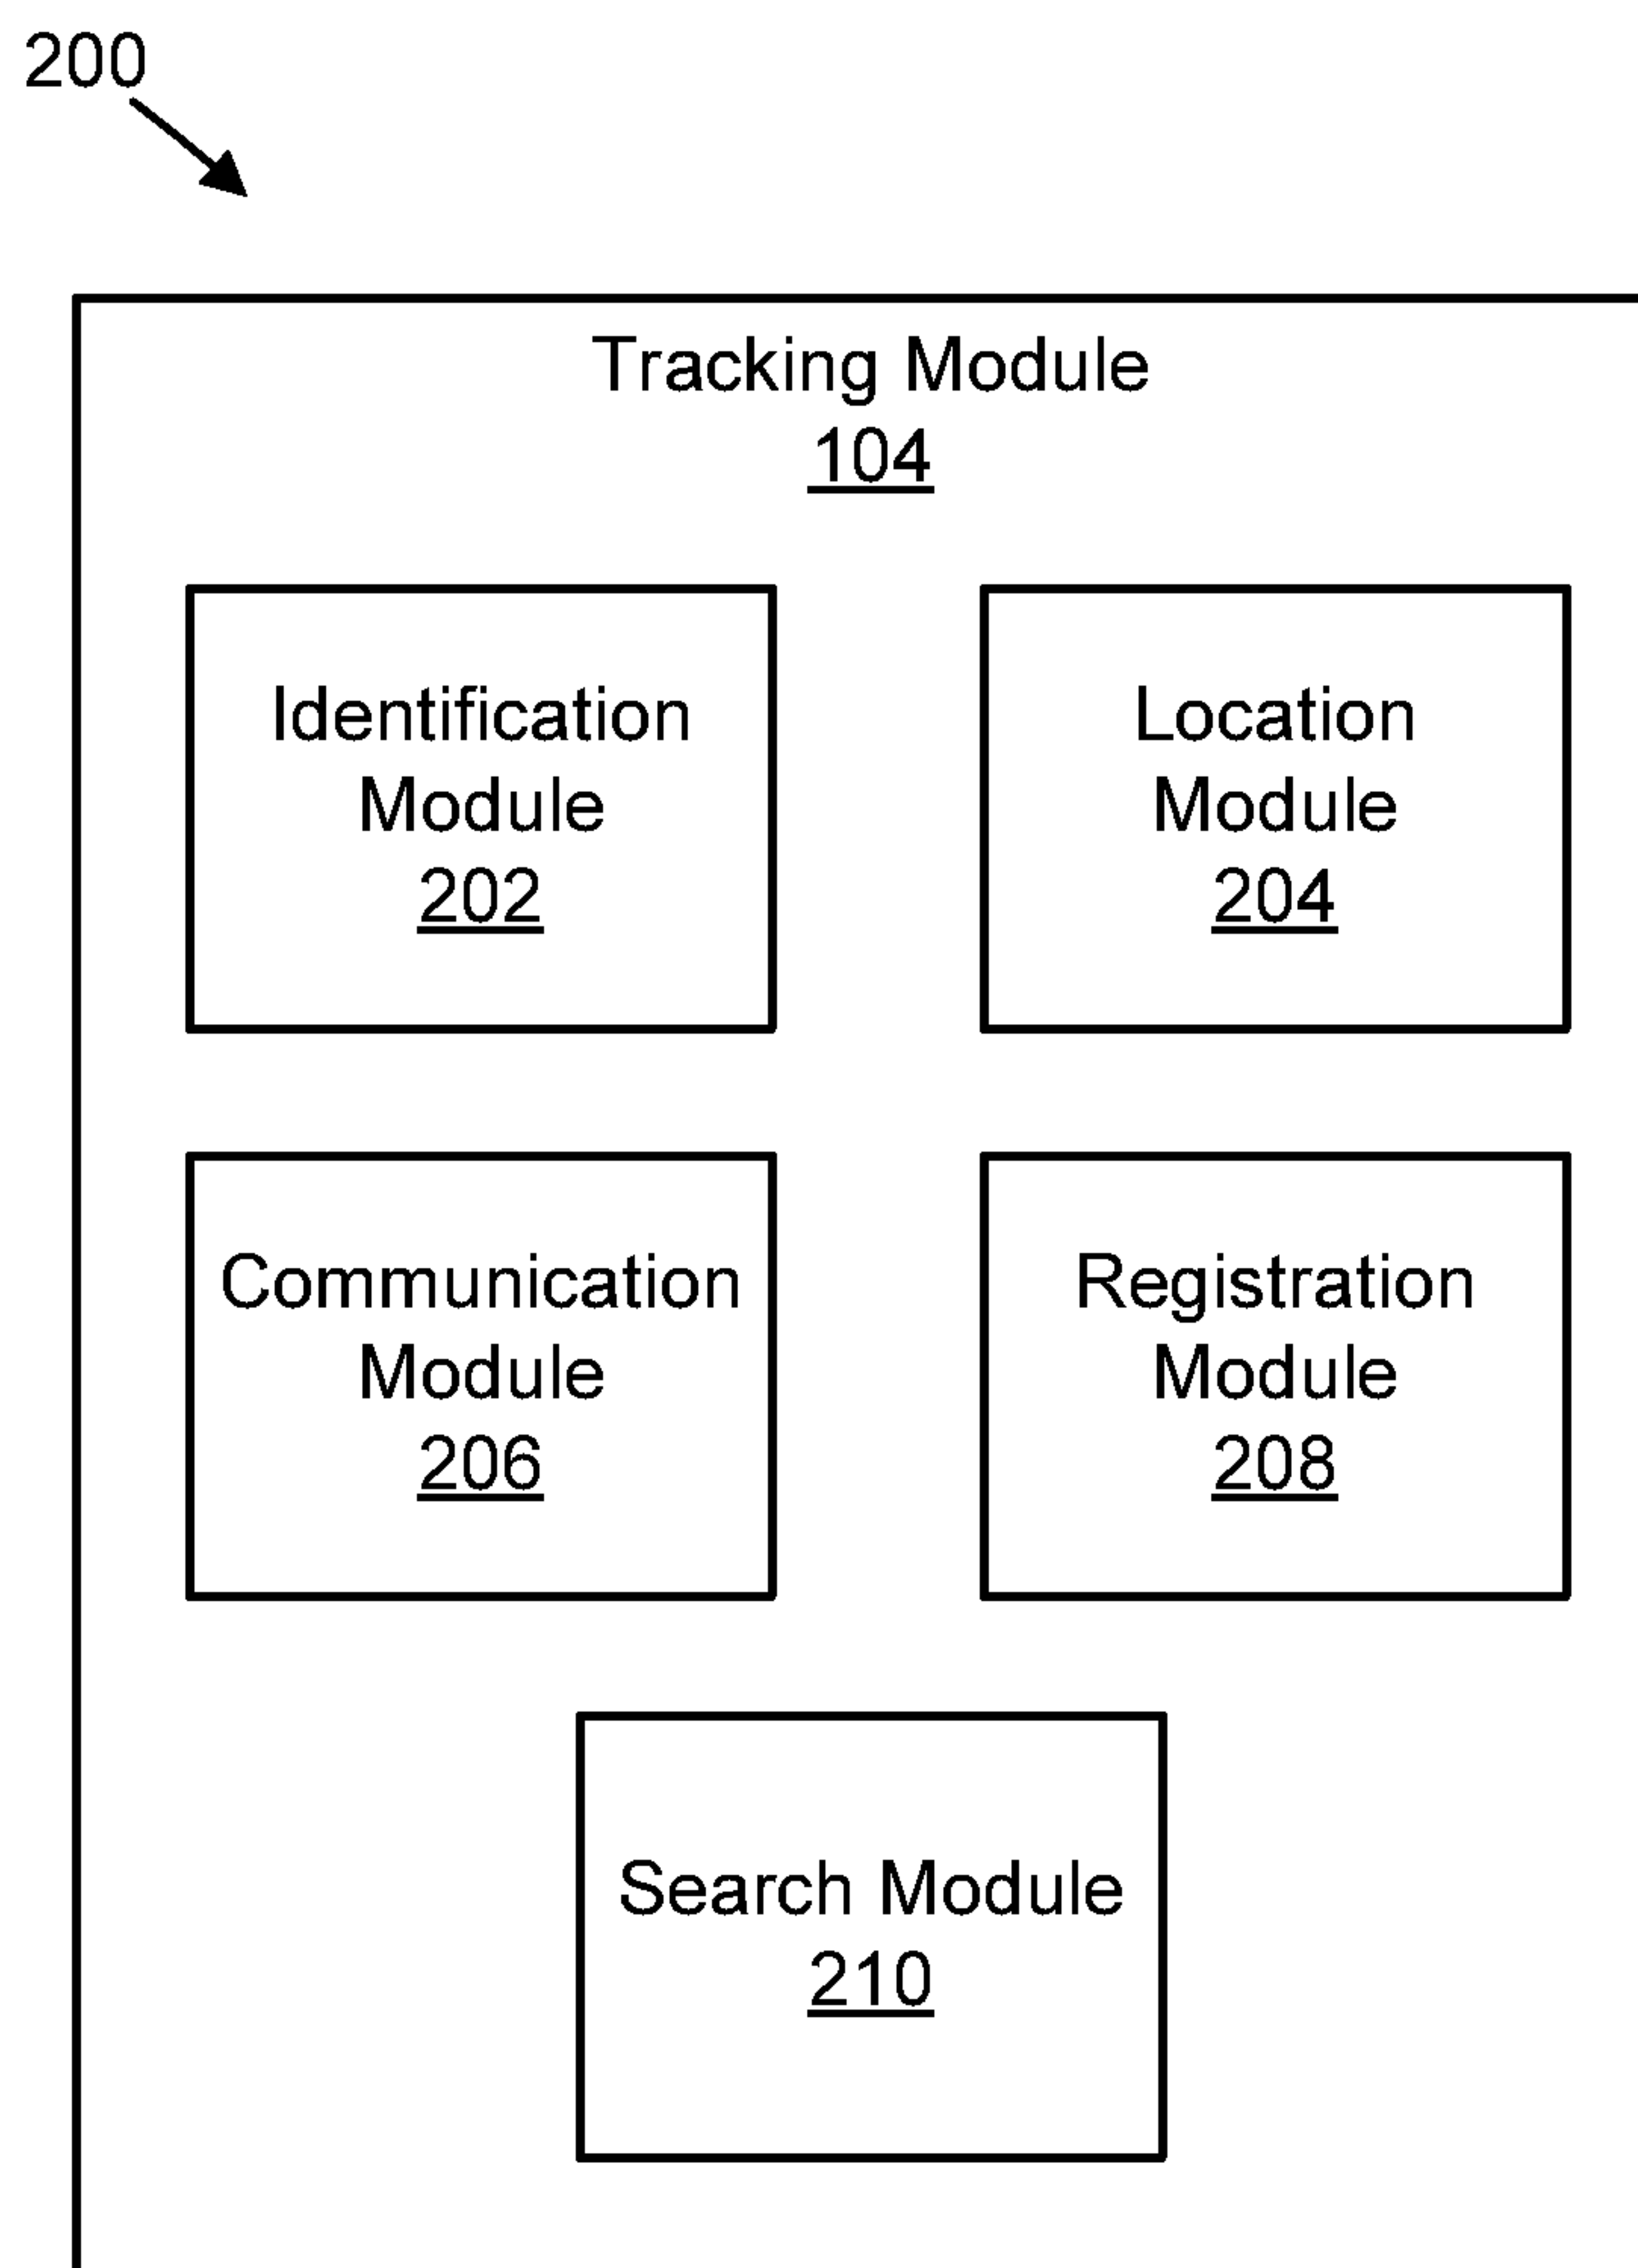 200
Tracking Module
104
Identification
Module
202
Location
Module
204
Communication
Module
206
Registration
Module
208
Search Module
210